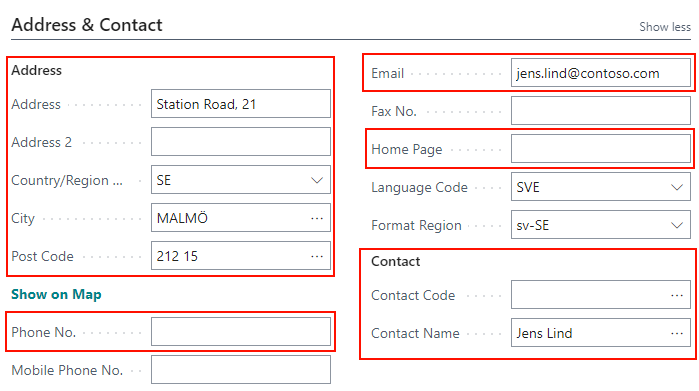 Address & Contact
Show less
Address
Address Station Road, 21
Address 2
Country/Region ... SE
City MALMÖ ...
Post Code 212 15 ...
Show on Map
Phone No.
Mobile Phone No.
Email jens.lind@contoso.com
Fax No.
Home Page
Language Code SVE
Format Region sv-SE
Contact
Contact Code ...
Contact Name Jens Lind ...